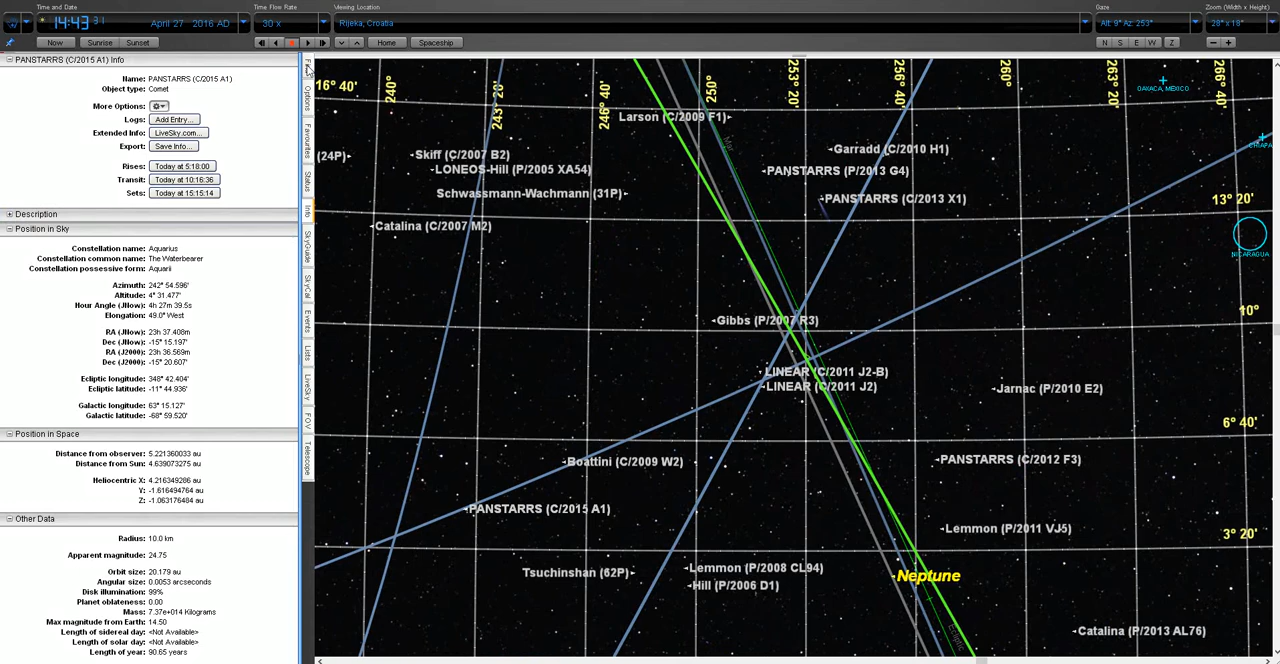 Time and Date
Time Flow Rate
Viewing Location
Gaze
Zoom (Width x Height)
14:43 31
April 27 2016 AD
30 x
Rijeka, Croatia
Alt: 9° Az: 253°
28° x 18°
Now
Sunrise
Sunset
Home
Spaceship
N
S
E
W
Z
PANSTARRS (C/2015 A1) Info
Name: PANSTARRS (C/2015 A1)
Object type: Comet
More Options:
Logs: Add Entry...
Extended Info: LiveSky.com...
Export: Save Info...
Rises: Today at 5:18:00
Transit: Today at 10:16:36
Sets: Today at 15:15:14
Description
Position in Sky
Constellation name: Aquarius
Constellation common name: The Waterbearer
Constellation possessive form: Aquarii
Azimuth: 242° 54.596'
Altitude: 4° 31.477'
Hour Angle (JNow): 4h 27m 39.5s
Elongation: 49.0° West
RA (JNow): 23h 37.408m
Dec (JNow): -15° 15.197'
RA (J2000): 23h 36.569m
Dec (J2000): -15° 20.607'
Ecliptic longitude: 348° 42.404'
Ecliptic latitude: -11° 44.936'
Galactic longitude: 63° 15.127'
Galactic latitude: -68° 59.520'
Position in Space
Distance from observer: 5.221360033 au
Distance from Sun: 4.639073275 au
Heliocentric X: 4.216349286 au
Y: -1.616494764 au
Z: -1.063176484 au
Other Data
Radius: 10.0 km
Apparent magnitude: 24.75
Orbit size: 20.179 au
Angular size: 0.0053 arcseconds
Disk illumination: 99%
Planet oblateness: 0.00
Mass: 7.37e+014 Kilograms
Max magnitude from Earth: 14.50
Length of sidereal day: <Not Available>
Length of solar day: <Not Available>
Length of year: 90.65 years
Options
Favourites
Status
Info
SkyGuide
SkyCal
Events
Lists
LiveSky
FOV
Telescope
16° 40'
240°
243° 20'
246° 40'
250°
253° 20'
256° 40'
260°
263° 20'
266° 40'
OAXACA, MEXICO
Larson (C/2009 F1)
CHIAPA
(24P)
Skiff (C/2007 B2)
Garradd (C/2010 H1)
LONEOS-Hill (P/2005 XA54)
PANSTARRS (P/2013 G4)
Schwassmann-Wachmann (31P)
PANSTARRS (C/2013 X1)
13° 20'
Catalina (C/2007 M2)
NICARAGUA
10°
Gibbs (P/2007 R3)
LINEAR (C/2011 J2-B)
LINEAR (C/2011 J2)
Jarnac (P/2010 E2)
6° 40'
Boattini (C/2009 W2)
PANSTARRS (C/2012 F3)
PANSTARRS (C/2015 A1)
Lemmon (P/2011 VJ5)
3° 20'
Lemmon (P/2008 CL94)
Tsuchinshan (62P)
Neptune
Hill (P/2006 D1)
Catalina (P/2013 AL76)
Ecliptic